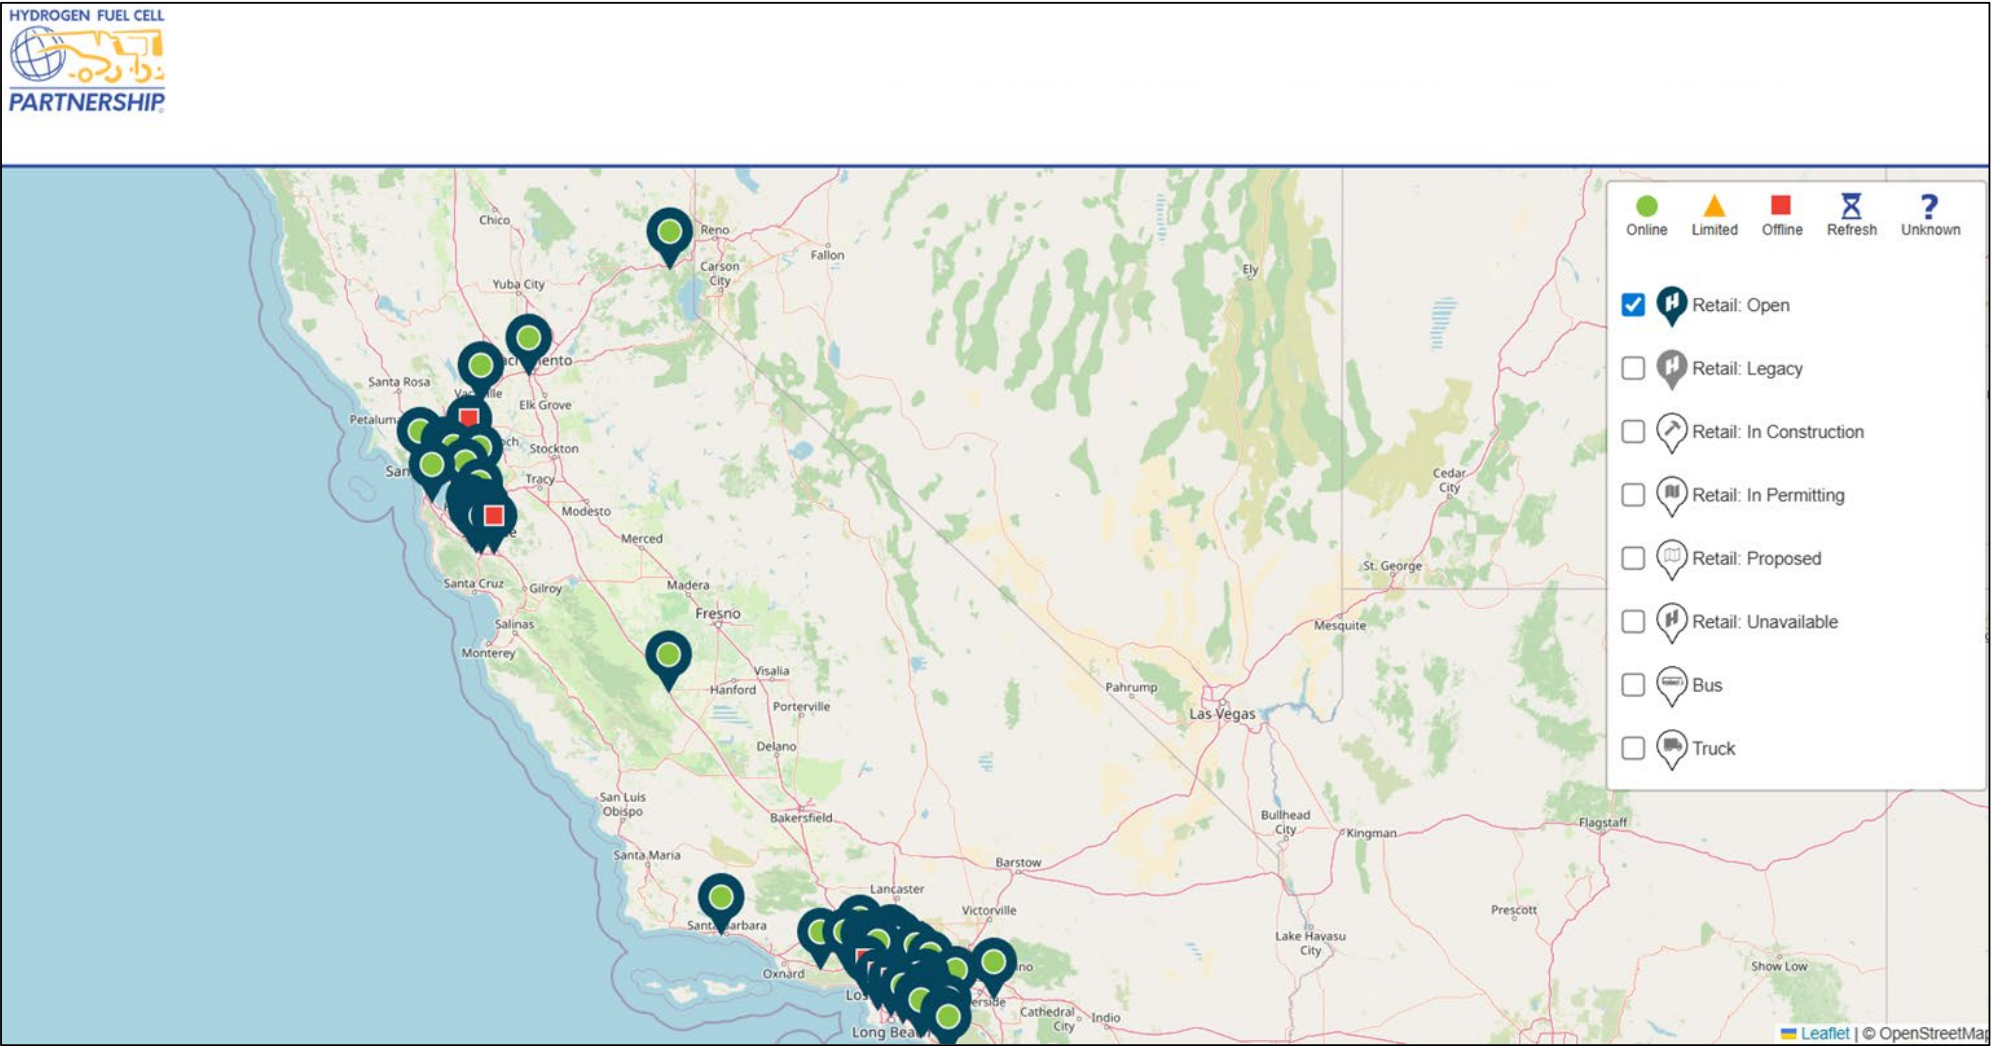 HYDROGEN FUEL CELL
PARTNERSHIP
Online
Limited
Offline
?
Refresh
Unknown
Retail: Open
Retail: Legacy
Retail: In Construction
Retail: In Permitting
Retail: Proposed
Retail: Unavailable
Bus
Truck
Chico
Reno
Fallon
Carson
City
Ely
Yuba City
Santa Rosa
Elk Grove
Stockton
Tracy
Modesto
Merced
Cedar
City
St. George
Santa Cruz
Gilroy
Madera
Fresno
Salinas
Monterey
Mesquite
Visalia
Hanford
Pahrump
Porterville
Las Vegas
Delano
San Luis
Obispo
Bakersfield
Bullhead
City
Kingman
Flagstaff
Santa Maria
Barstow
Lancaster
Victorville
Prescott
Lake Havasu
City
Oxnard
Show Low
Los
Cathedral
City
Indio
Leaflet | © OpenStreetMap